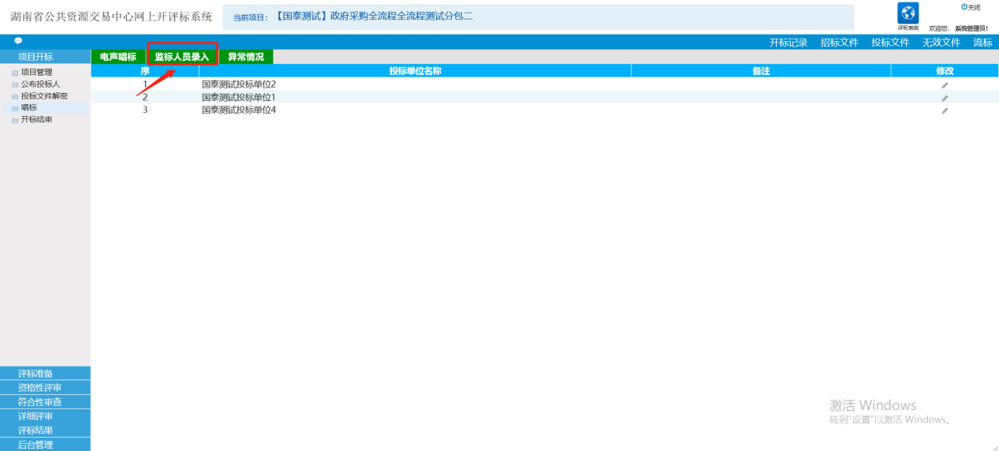 湖南省公共资源交易中心网上开评标系统
当前项目： 【国泰测试】政府采购全流程全流程测试分包二
关闭
评标系统
欢迎您， 系统管理员!
开标记录 招标文件 投标文件 无效文件 流标
项目开标
项目管理
公布投标人
投标文件解密
唱标
开标结束
电声唱标 监标人员录入 异常情况
序 投标单位名称 备注 修改
1 国泰测试投标单位2
2 国泰测试投标单位1
3 国泰测试投标单位4
评标准备
资格性评审
符合性审查
详细评审
评标结果
后台管理
激活 Windows
转到"设置"以激活 Windows。